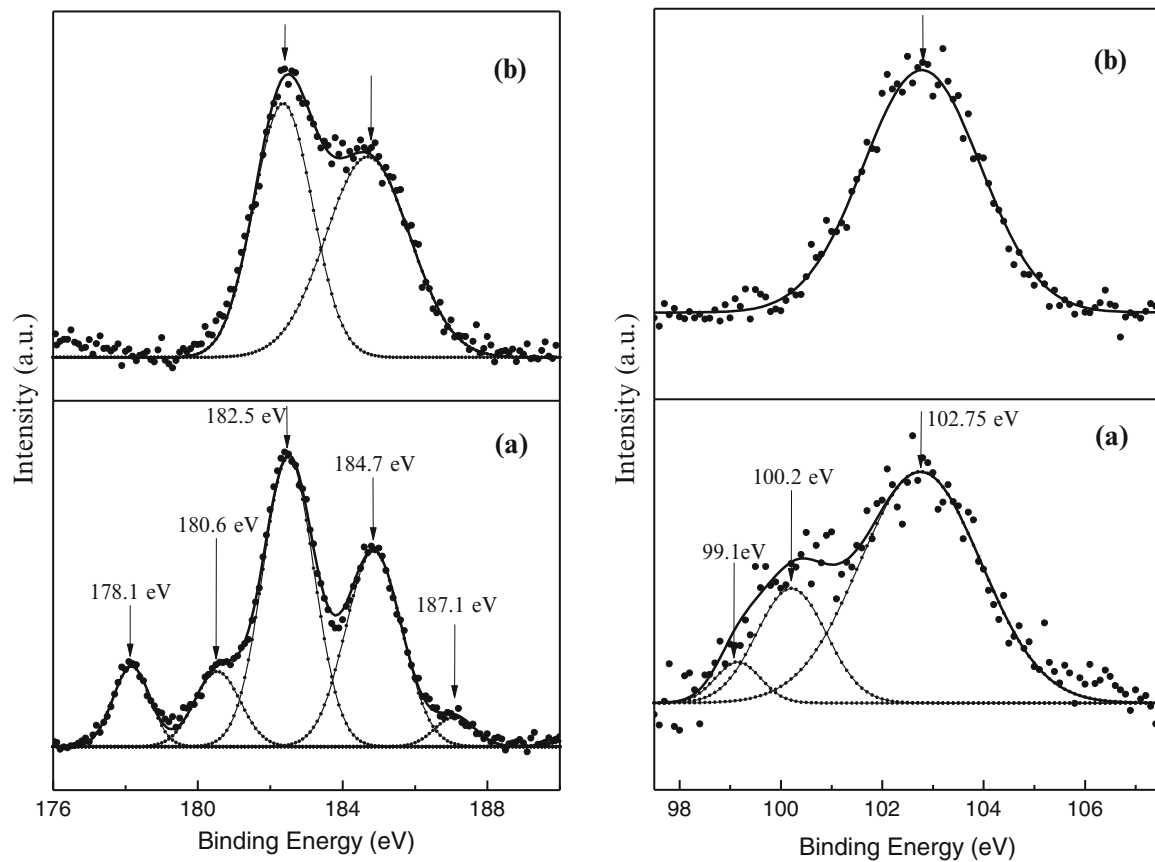 (b)
Intensity (a.u.)
(a)
182.5 eV
184.7 eV
180.6 eV
178.1 eV
187.1 eV
176
180
184
188
Binding Energy (eV)
(b)
Intensity (a.u.)
(a)
102.75 eV
100.2 eV
99.1eV
98
100
102
104
106
Binding Energy (eV)